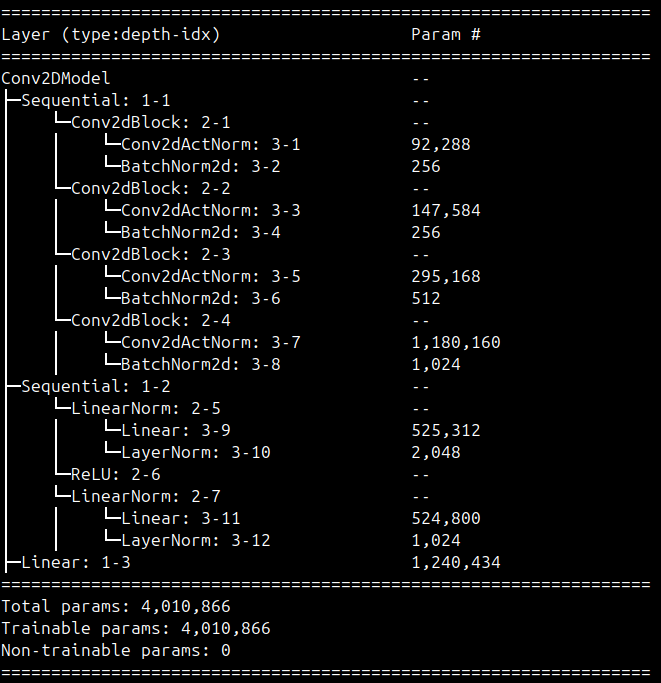 =================================================================
Layer (type:depth-idx)                   Param #
=================================================================
Conv2DModel                              --
├─Sequential: 1-1                        --
│    └─Conv2dBlock: 2-1                  --
│    │    └─Conv2dActNorm: 3-1           92,288
│    │    └─BatchNorm2d: 3-2             256
│    └─Conv2dBlock: 2-2                  --
│    │    └─Conv2dActNorm: 3-3           147,584
│    │    └─BatchNorm2d: 3-4             256
│    └─Conv2dBlock: 2-3                  --
│    │    └─Conv2dActNorm: 3-5           295,168
│    │    └─BatchNorm2d: 3-6             512
│    └─Conv2dBlock: 2-4                  --
│    │    └─Conv2dActNorm: 3-7           1,180,160
│    │    └─BatchNorm2d: 3-8             1,024
├─Sequential: 1-2                        --
│    └─LinearNorm: 2-5                   --
│    │    └─Linear: 3-9                  525,312
│    │    └─LayerNorm: 3-10              2,048
│    └─ReLU: 2-6                         --
│    └─LinearNorm: 2-7                   --
│    │    └─Linear: 3-11                 524,800
│    │    └─LayerNorm: 3-12              1,024
├─Linear: 1-3                            1,240,434
=================================================================
Total params: 4,010,866
Trainable params: 4,010,866
Non-trainable params: 0
=================================================================